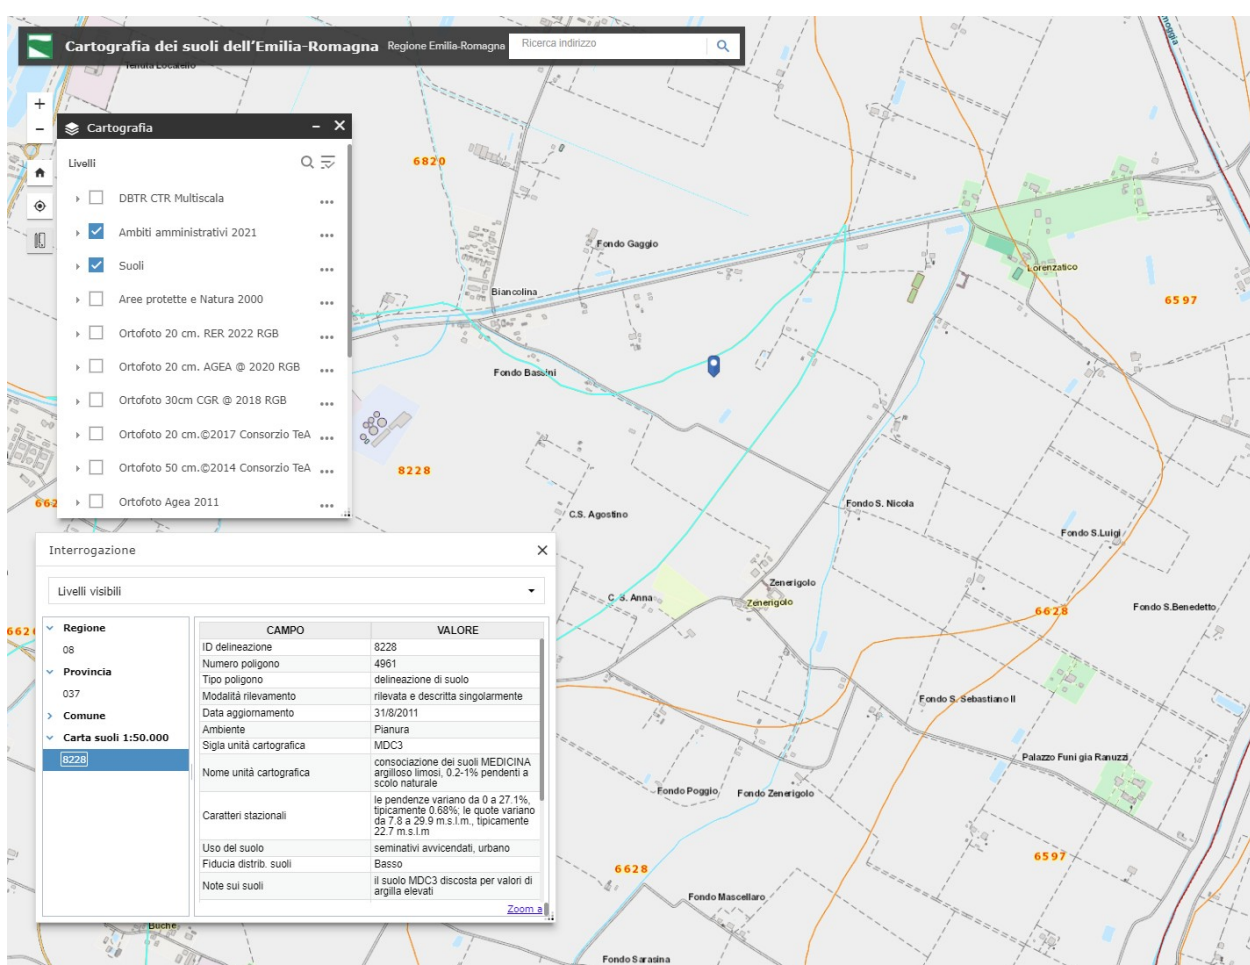 Cartografia dei suoli dell'Emilia-Romagna Regione Emilia-Romagna Ricerca indirizzo
Tenuta Locatello
+
−
Cartografia
Livelli
DBTR CTR Multiscala
Ambiti amministrativi 2021
Suoli
Aree protette e Natura 2000
Ortofoto 20 cm. RER 2022 RGB
Ortofoto 20 cm. AGEA @ 2020 RGB
Ortofoto 30cm CGR @ 2018 RGB
Ortofoto 20 cm.©2017 Consorzio TeA
Ortofoto 50 cm.©2014 Consorzio TeA
Ortofoto Agea 2011
6820
Fondo Gaggio
Lorenzatico
Biancolina
6597
Fondo Bassini
8228
Fondo S. Nicola
C.S. Agostino
Fondo S.Luigi
Zenerigolo
C. S. Anna
Zenerigolo
6628
Fondo S.Benedetto
Fondo S. Sebastiano II
Palazzo Funi gia Ranuzzi
Fondo Poggio
Fondo Zenerigolo
6597
6628
Fondo Mascellaro
Fondo Sarasina
Buche
Interrogazione
Livelli visibili
Regione
08
Provincia
037
Comune
Carta suoli 1:50.000
8228
CAMPO VALORE
ID delineazione 8228
Numero poligono 4961
Tipo poligono delineazione di suolo
Modalità rilevamento rilevata e descritta singolarmente
Data aggiornamento 31/8/2011
Ambiente Pianura
Sigla unità cartografica MDC3
Nome unità cartografica consociazione dei suoli MEDICINA
argilloso limosi, 0.2-1% pendenti a
scolo naturale
Caratteri stazionali le pendenze variano da 0 a 27.1%,
tipicamente 0.68%; le quote variano
da 7.8 a 29.9 m.s.l.m., tipicamente
22.7 m.s.l.m
Uso del suolo seminativi avvicendati, urbano
Fiducia distrib. suoli Basso
Note sui suoli il suolo MDC3 discosta per valori di
argilla elevati
Zoom a